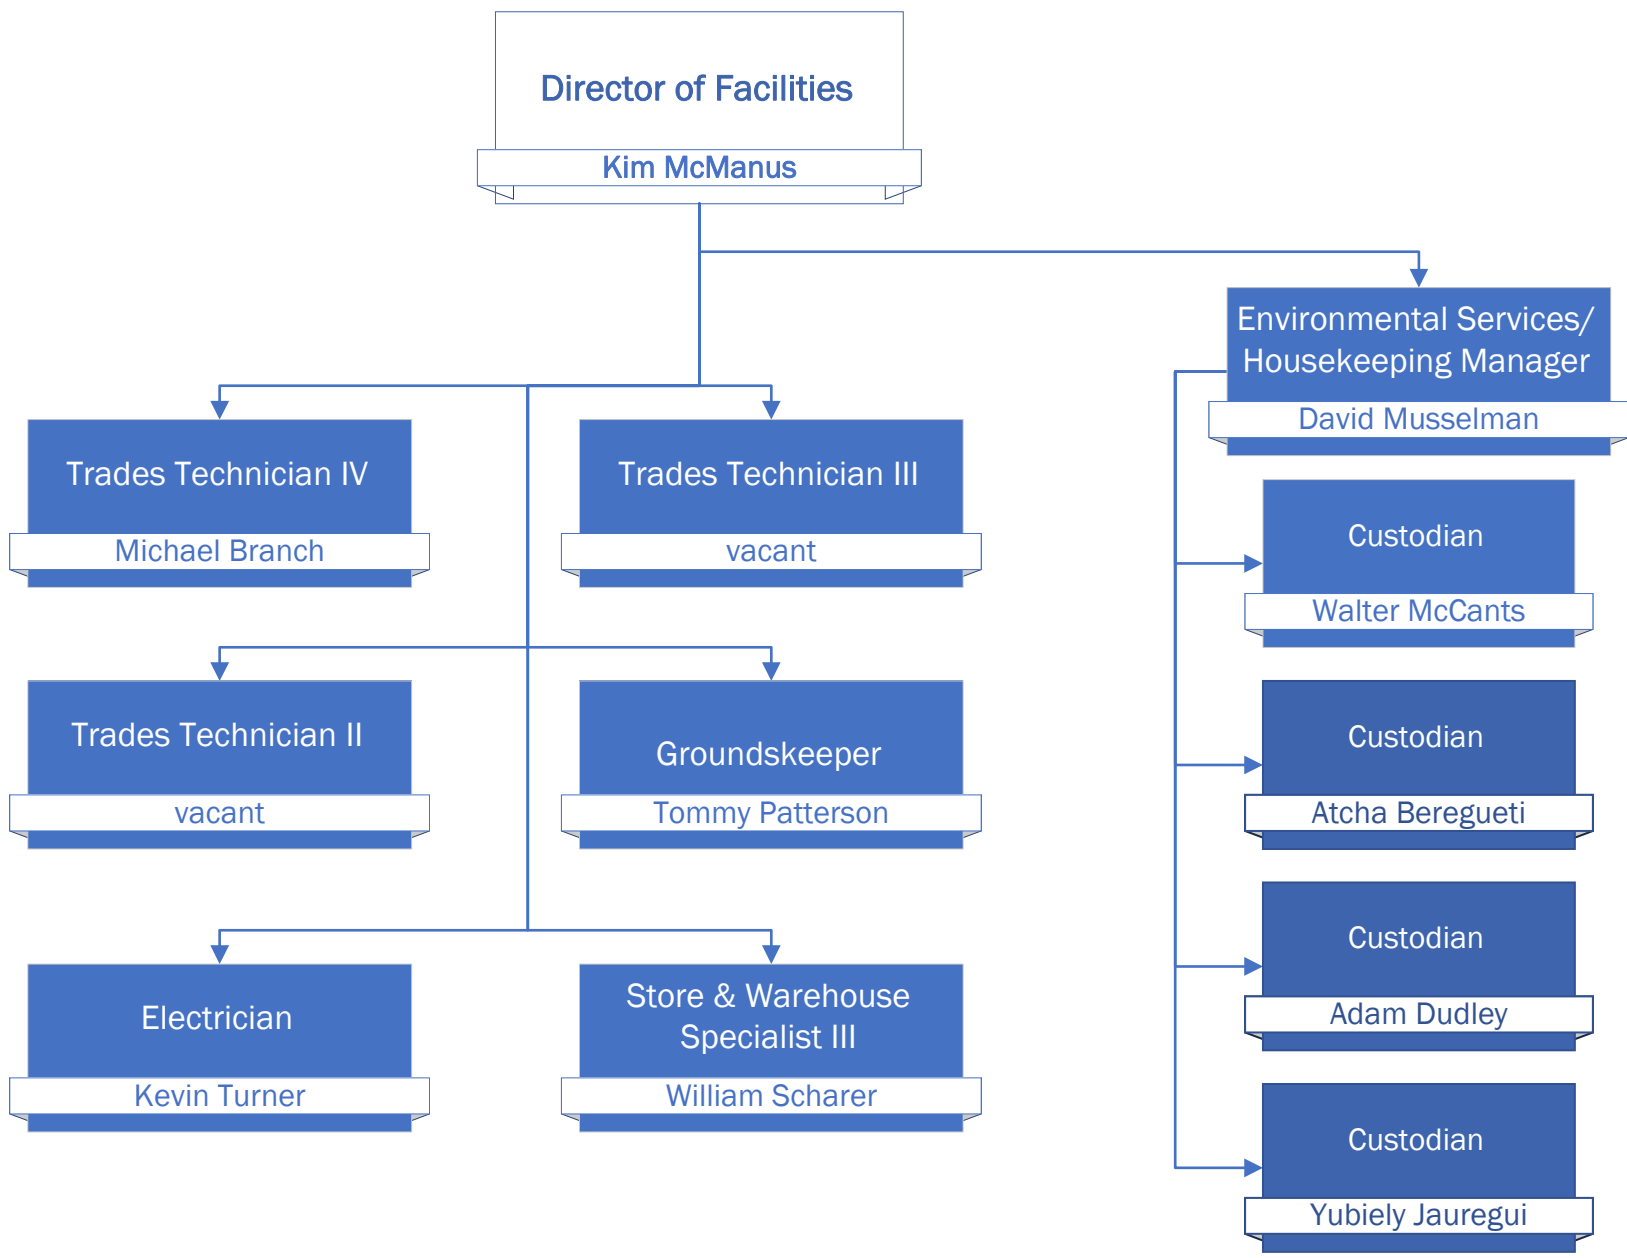 Director of Facilities
Kim McManus
Environmental Services/
Housekeeping Manager
David Musselman
Trades Technician IV
Michael Branch
Trades Technician III
vacant
Custodian
Walter McCants
Trades Technician II
vacant
Groundskeeper
Tommy Patterson
Custodian
Atcha Beregueti
Custodian
Adam Dudley
Electrician
Kevin Turner
Store & Warehouse
Specialist III
William Scharer
Custodian
Yubiely Jauregui